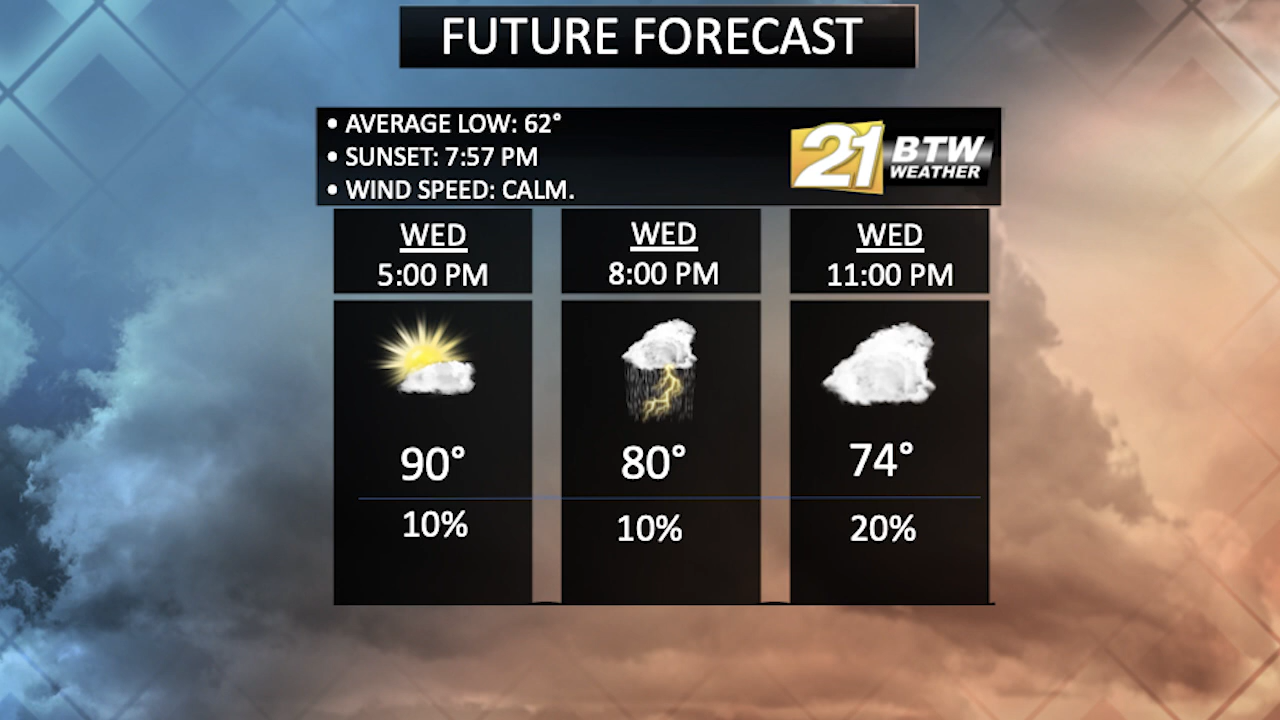 FUTURE FORECAST
• AVERAGE LOW: 62°
• SUNSET: 7:57 PM
• WIND SPEED: CALM.
21 BTW
WEATHER
WED
5:00 PM
WED
8:00 PM
WED
11:00 PM
90°
80°
74°
10%
10%
20%